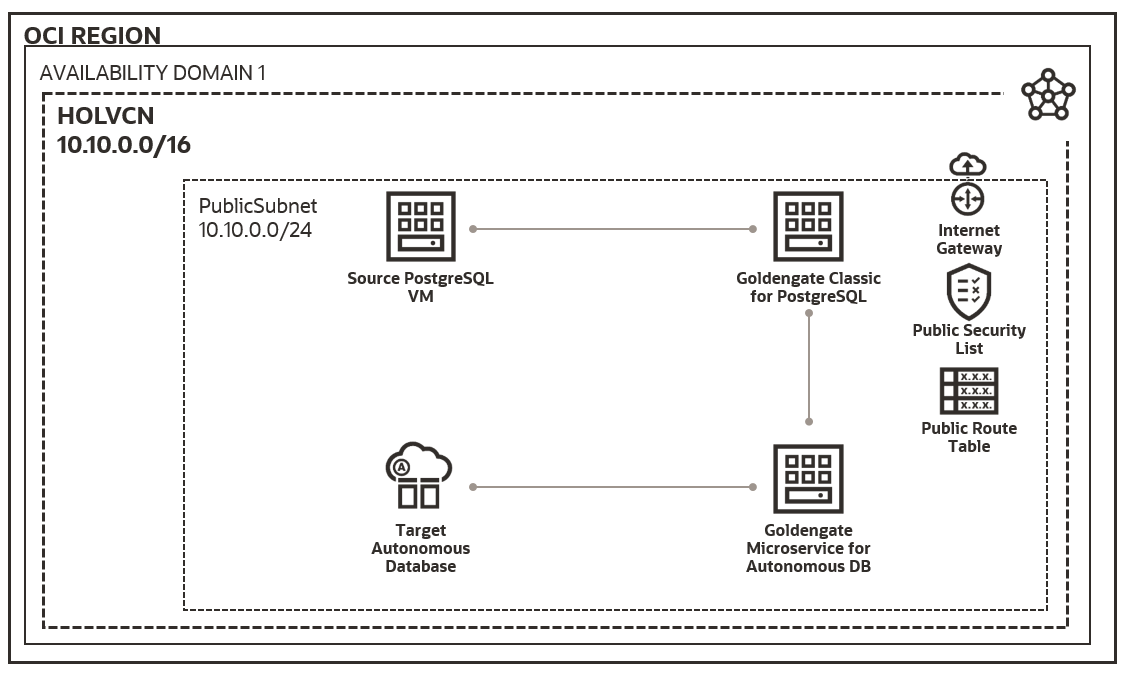 OCI REGION
AVAILABILITY DOMAIN 1
HOLVCN
10.10.0.0/16
PublicSubnet
10.10.0.0/24
Source PostgreSQL
VM
Goldengate Classic
for PostgreSQL
Internet
Gateway
Public Security
List
X.X.X.
X.X.X.
X.X.X.
Public Route
Table
A
Target
Autonomous
Database
Goldengate
Microservice for
Autonomous DB